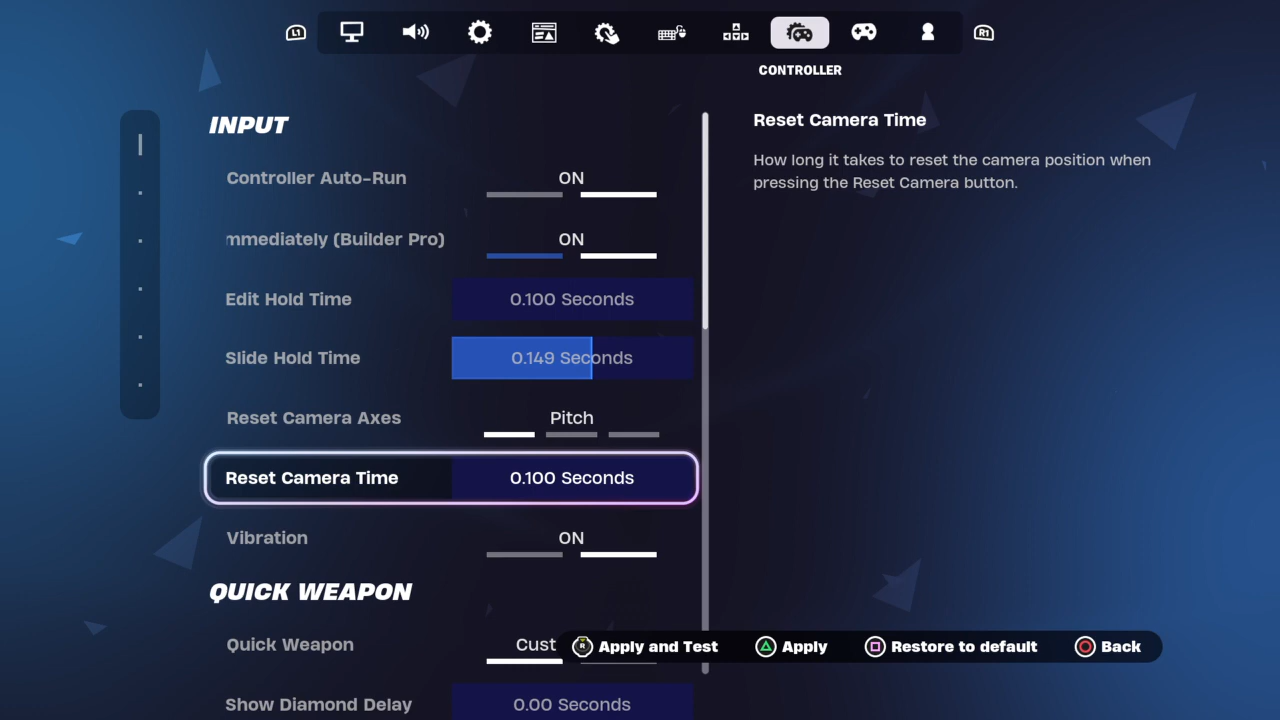 L1
R1
CONTROLLER
INPUT
Controller Auto-Run
ON
mmediately (Builder Pro)
ON
Edit Hold Time
0.100 Seconds
Slide Hold Time
0.149 Seconds
Reset Camera Axes
Pitch
Reset Camera Time
0.100 Seconds
Vibration
ON
QUICK WEAPON
Quick Weapon
Cust
Show Diamond Delay
0.00 Seconds
Reset Camera Time
How long it takes to reset the camera position when
pressing the Reset Camera button.
R Apply and Test
Apply
Restore to default
Back